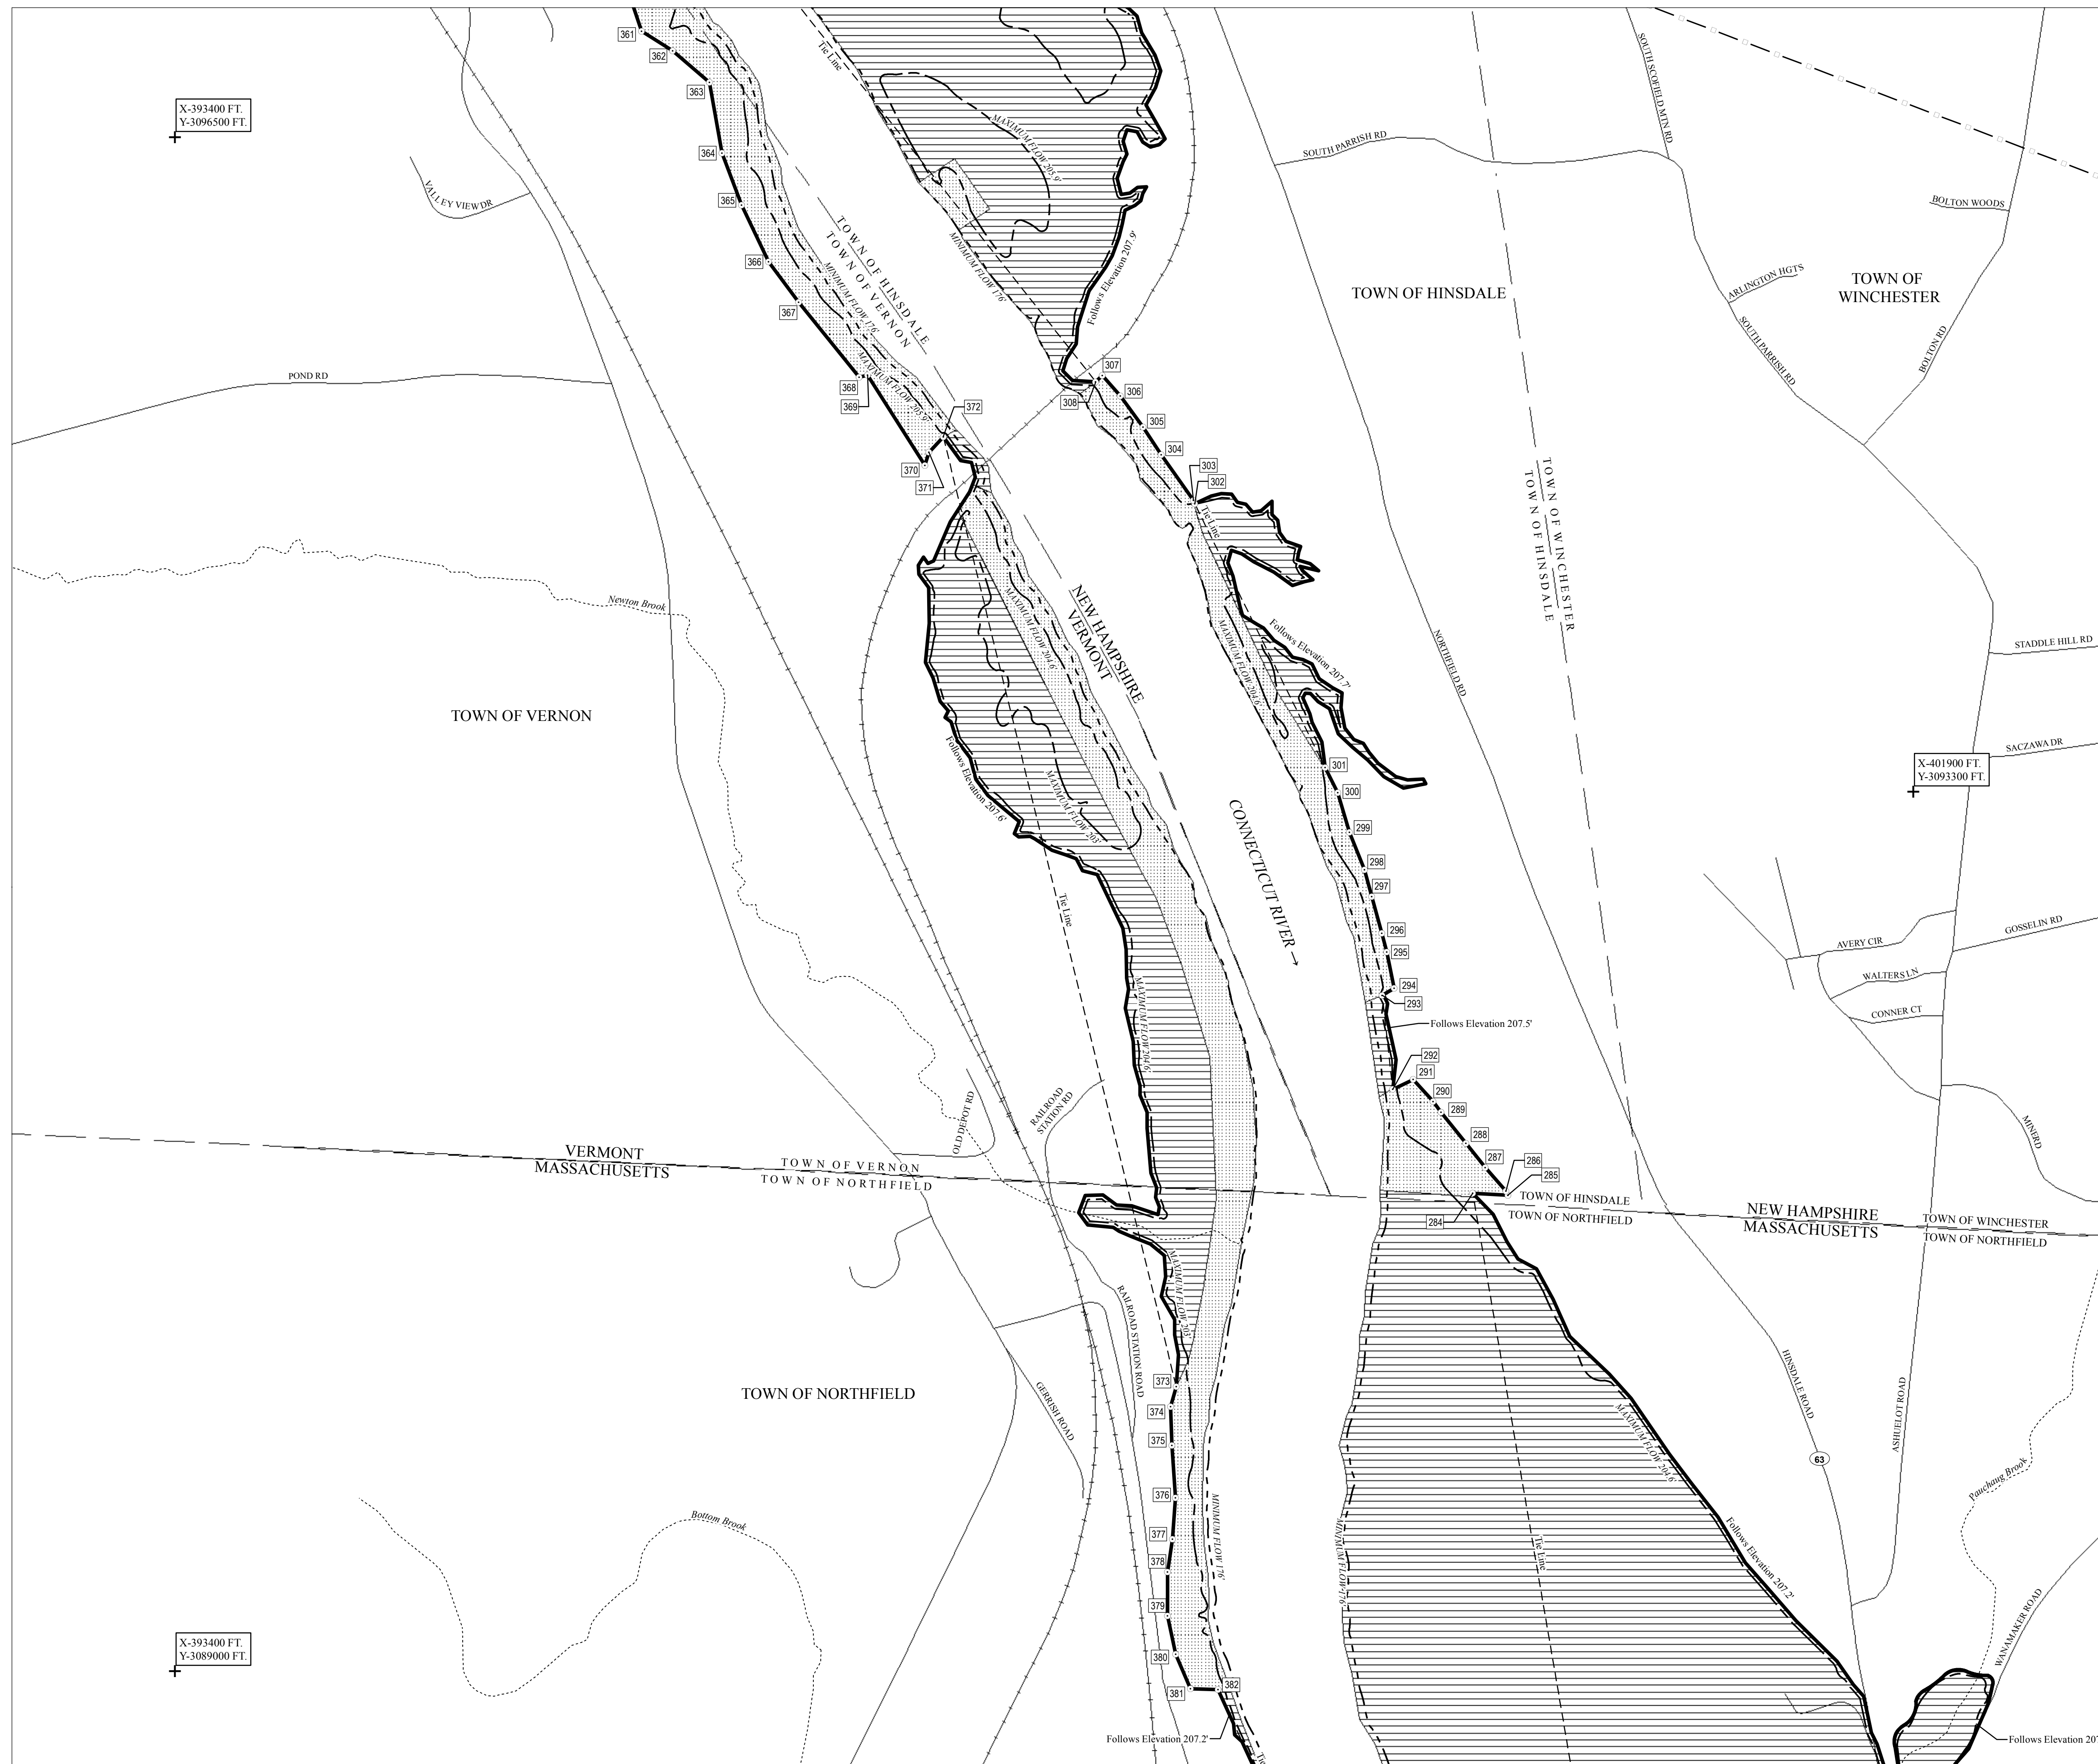 361
362
363
364
365
366
367
368
369
370
371
372
Tie Line
X-393400 FT.
Y-3096500 FT.
VALLEY VIEW DR
POND RD
MAXIMUM FLOW 205.9'
MINIMUM FLOW 176'
Follows Elevation 207.9'
TOWN OF HINSDALE
TOWN OF VERNON
MINIMUM FLOW 176'
MAXIMUM FLOW 205.9'
SOUTH PARRISH RD
SOUTH SCOFIELD MTN RD
BOLTON WOODS
ARLINGTON HGTS
TOWN OF
WINCHESTER
TOWN OF HINSDALE
SOUTH PARRISH RD
BOLTON RD
307
308
306
305
304
303
302
Tie Line
TOWN OF WINCHESTER
TOWN OF HINSDALE
Newton Brook
MAXIMUM FLOW 204.6'
NEW HAMPSHIRE
VERMONT
MAXIMUM FLOW 204.6'
Follows Elevation 207.7'
NORTHFIELD RD
STADDLE HILL RD
TOWN OF VERNON
Follows Elevation 207.6'
MAXIMUM FLOW 203'
SACZAWA DR
X-401900 FT.
Y-3093300 FT.
301
300
299
298
297
296
295
294
293
CONNECTICUT RIVER →
Tie Line
AVERY CIR
GOSSELIN RD
WALTERS LN
CONNER CT
MINERD
MAXIMUM FLOW 204.6'
Follows Elevation 207.5'
292
291
290
289
288
287
286
285
284
OLD DEPOT RD
RAILROAD
STATION RD
VERMONT
MASSACHUSETTS
TOWN OF VERNON
TOWN OF NORTHFIELD
TOWN OF HINSDALE
TOWN OF NORTHFIELD
NEW HAMPSHIRE
MASSACHUSETTS
TOWN OF WINCHESTER
TOWN OF NORTHFIELD
MAXIMUM FLOW 203'
RAILROAD STATION ROAD
GERRISH ROAD
TOWN OF NORTHFIELD
373
374
375
376
377
378
379
380
381
382
MINIMUM FLOW 176'
MINIMUM FLOW 176'
MAXIMUM FLOW 204.6'
Tie Line
Follows Elevation 207.2'
HINSDALE ROAD
63
ASHUELOT ROAD
Pauchaug Brook
WANAMAKER ROAD
Bottom Brook
X-393400 FT.
Y-3089000 FT.
Follows Elevation 207.2'
Follows Elevation 20